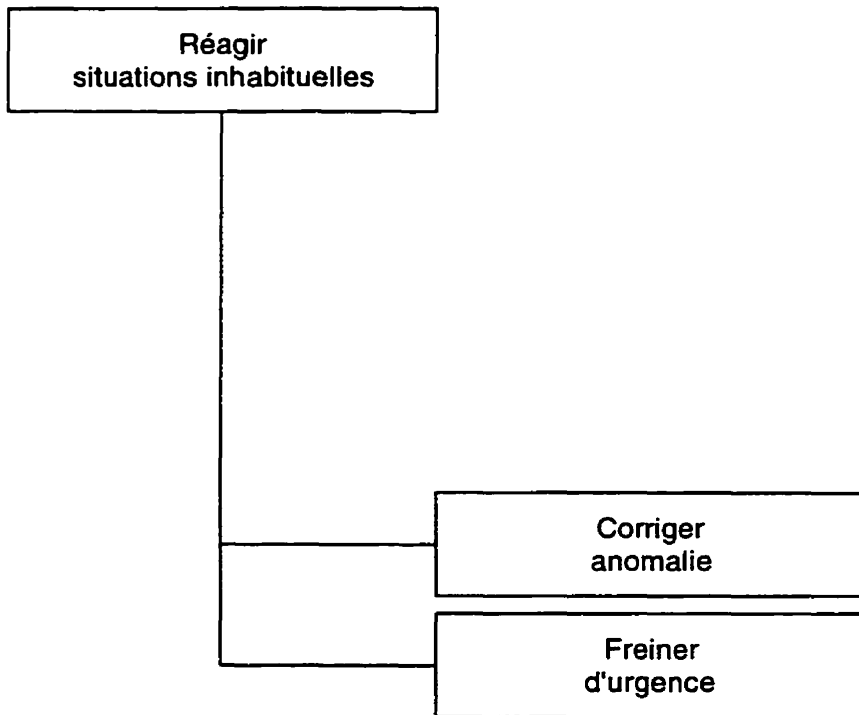 Réagir
situations inhabituelles
Corriger
anomalie
Freiner
d'urgence